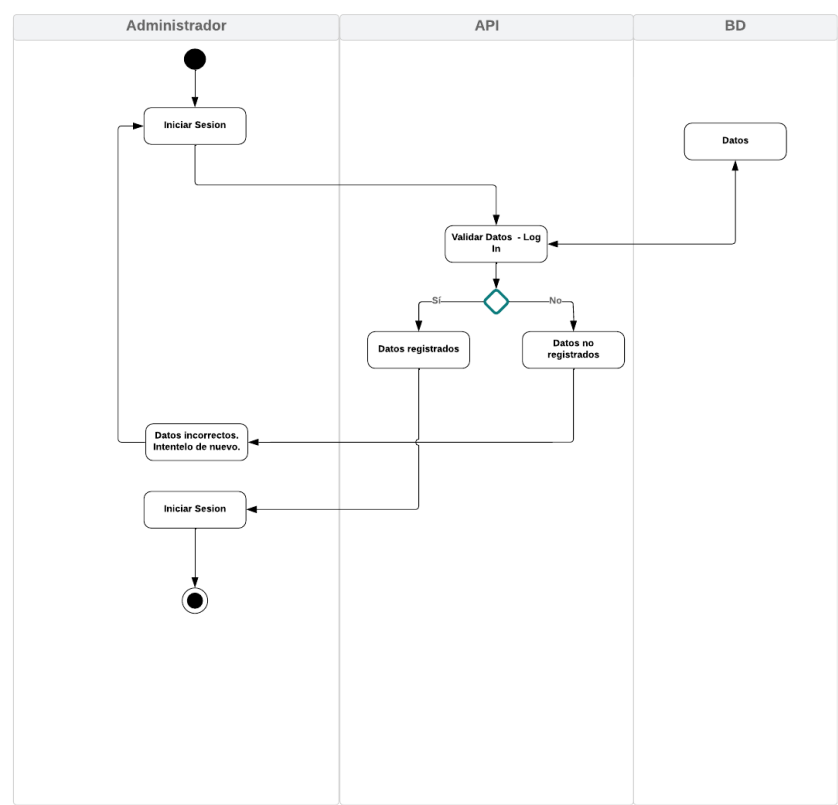 Administrador
API
BD
Iniciar Sesion
Datos
Validar Datos - Log
In
Sí
No
Datos registrados
Datos no
registrados
Datos incorrectos.
Intentelo de nuevo.
Iniciar Sesion